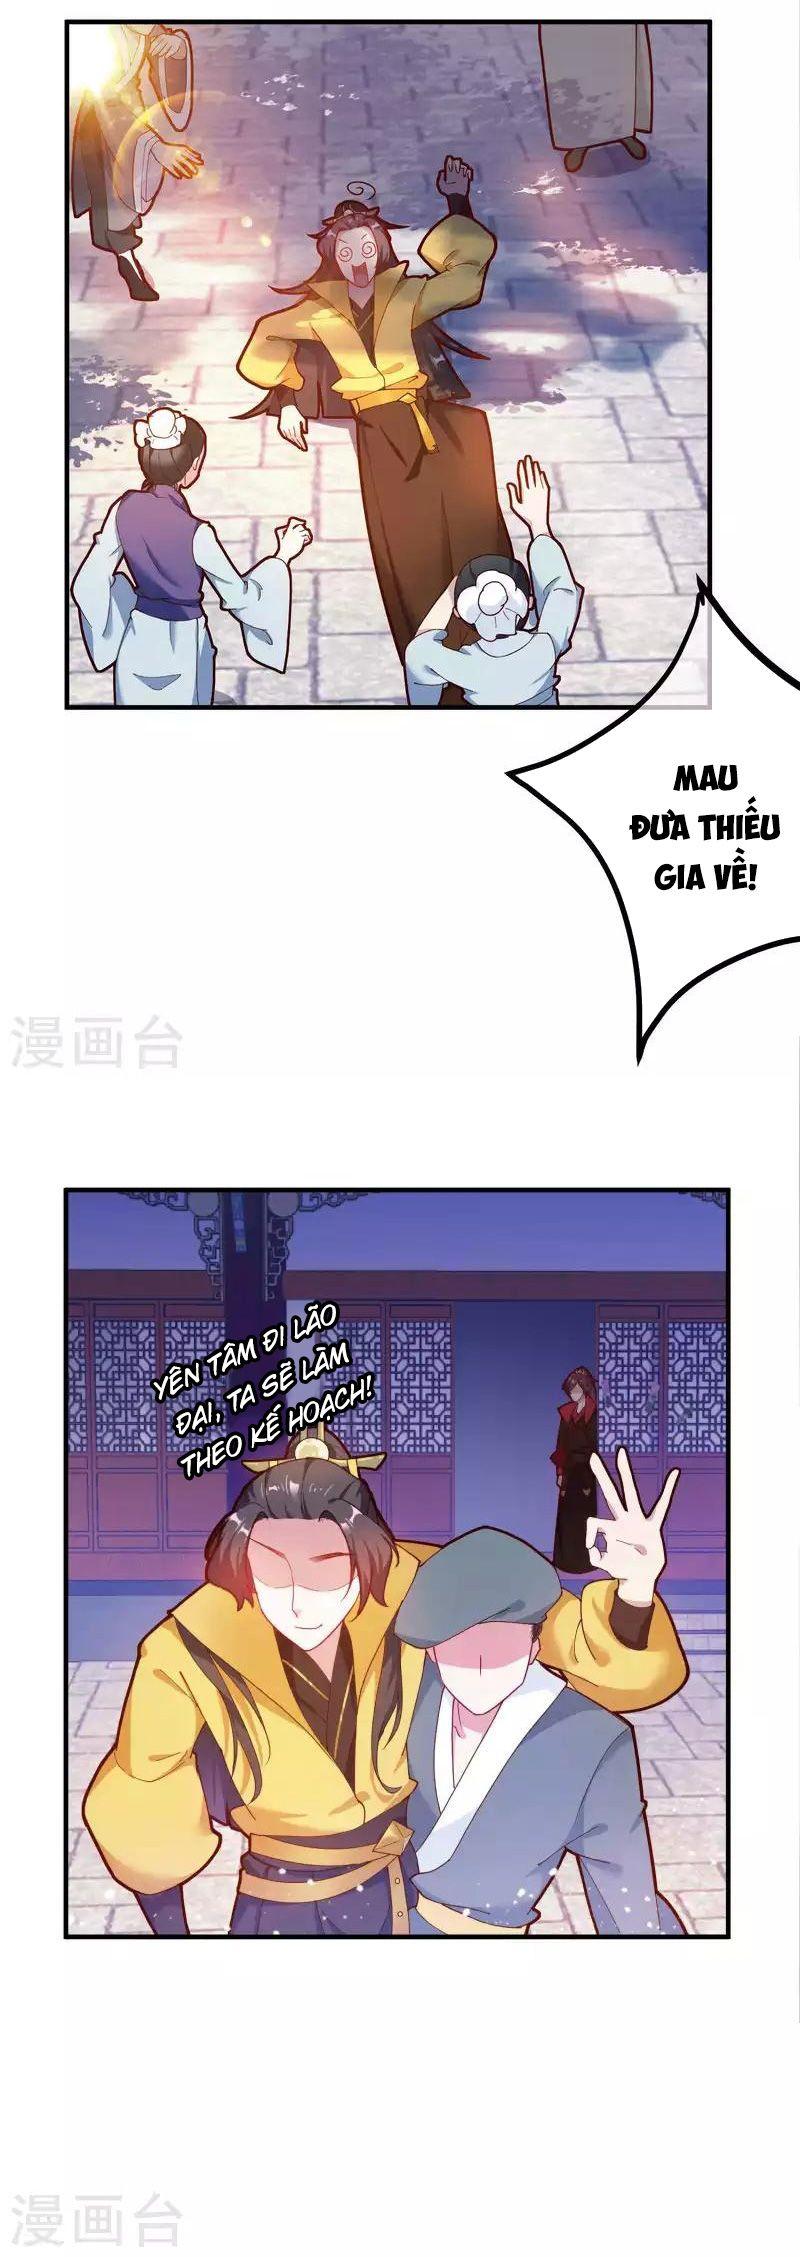 MAU
ĐƯA THIẾU
GIA VỀ!
漫画台
YÊN TÂM ĐI LÃO
ĐẠI, TA SẼ LÀM
THEO KẾ HOẠCH!
漫画台